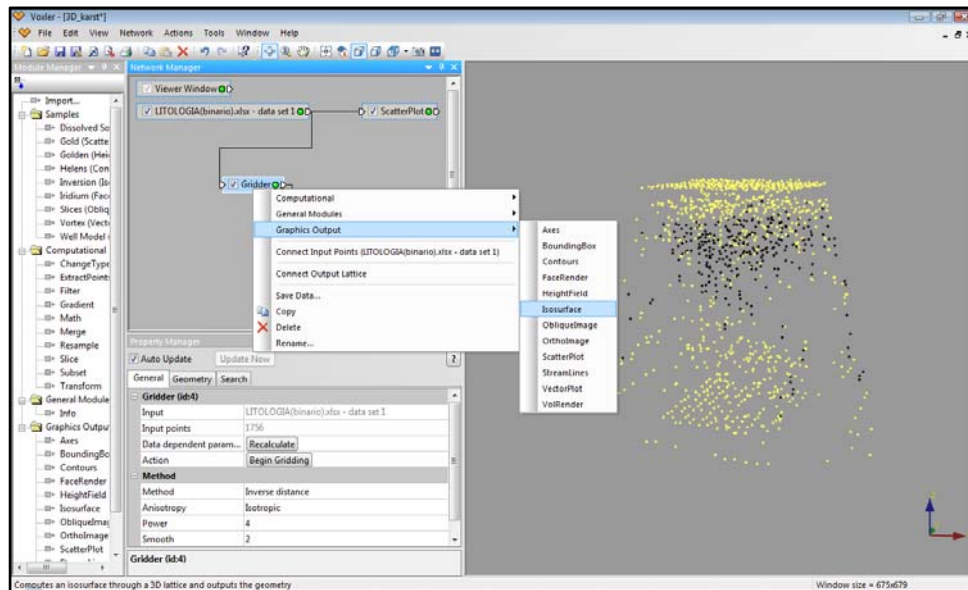 Voxler - [3D_karst*]
File Edit View Network Actions Tools Window Help
Module Manager
Import...
Samples
Dissolved So
Gold (Scatte
Golden (Hei
Helens (Con
Inversion (Is
Iridium (Fac
Slices (Obliq
Vortex (Vect
Well Model
Computational
ChangeType
ExtractPoint
Filter
Gradient
Math
Merge
Resample
Slice
Subset
Transform
General Module
Info
Graphics Outpu
Axes
BoundingBo
Contours
FaceRender
HeightField
Isosurface
ObliqueImag
OrthoImage
ScatterPlot
Network Manager
Viewer Window
LITOLOGIA(binario).xlsx - data set 1
ScatterPlot
Gridder
Computational
General Modules
Graphics Output
Connect Input Points (LITOLOGIA(binario).xlsx - data set 1)
Connect Output Lattice
Save Data...
Copy
Delete
Rename...
Axes
BoundingBox
Contours
FaceRender
HeightField
Isosurface
ObliqueImage
OrthoImage
ScatterPlot
StreamLines
VectorPlot
VolRender
Property Manager
Auto Update Update Now ?
General Geometry Search
Gridder (id:4)
Input LITOLOGIA(binario).xlsx - data set 1
Input points 1756
Data dependent param... Recalculate
Action Begin Gridding
Method
Method Inverse distance
Anisotropy Isotropic
Power 4
Smooth 2
Gridder (id:4)
Computes an isosurface through a 3D lattice and outputs the geometry
Window size = 675x679